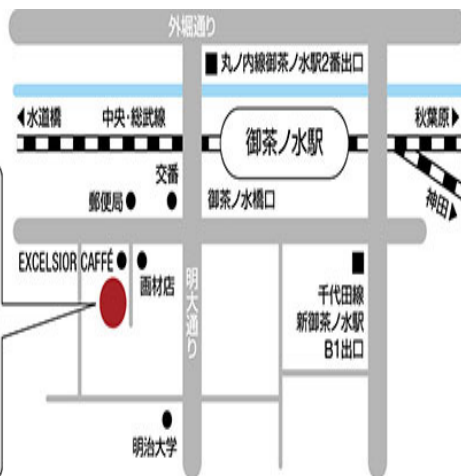 外堀通り
丸ノ内線御茶ノ水駅2番出口
水道橋
中央・総武線
御茶ノ水駅
秋葉原
交番
神田
郵便局
御茶ノ水橋口
EXCELSIOR CAFFÉ
画材店
明大通り
千代田線
新御茶ノ水駅
B1出口
明治大学